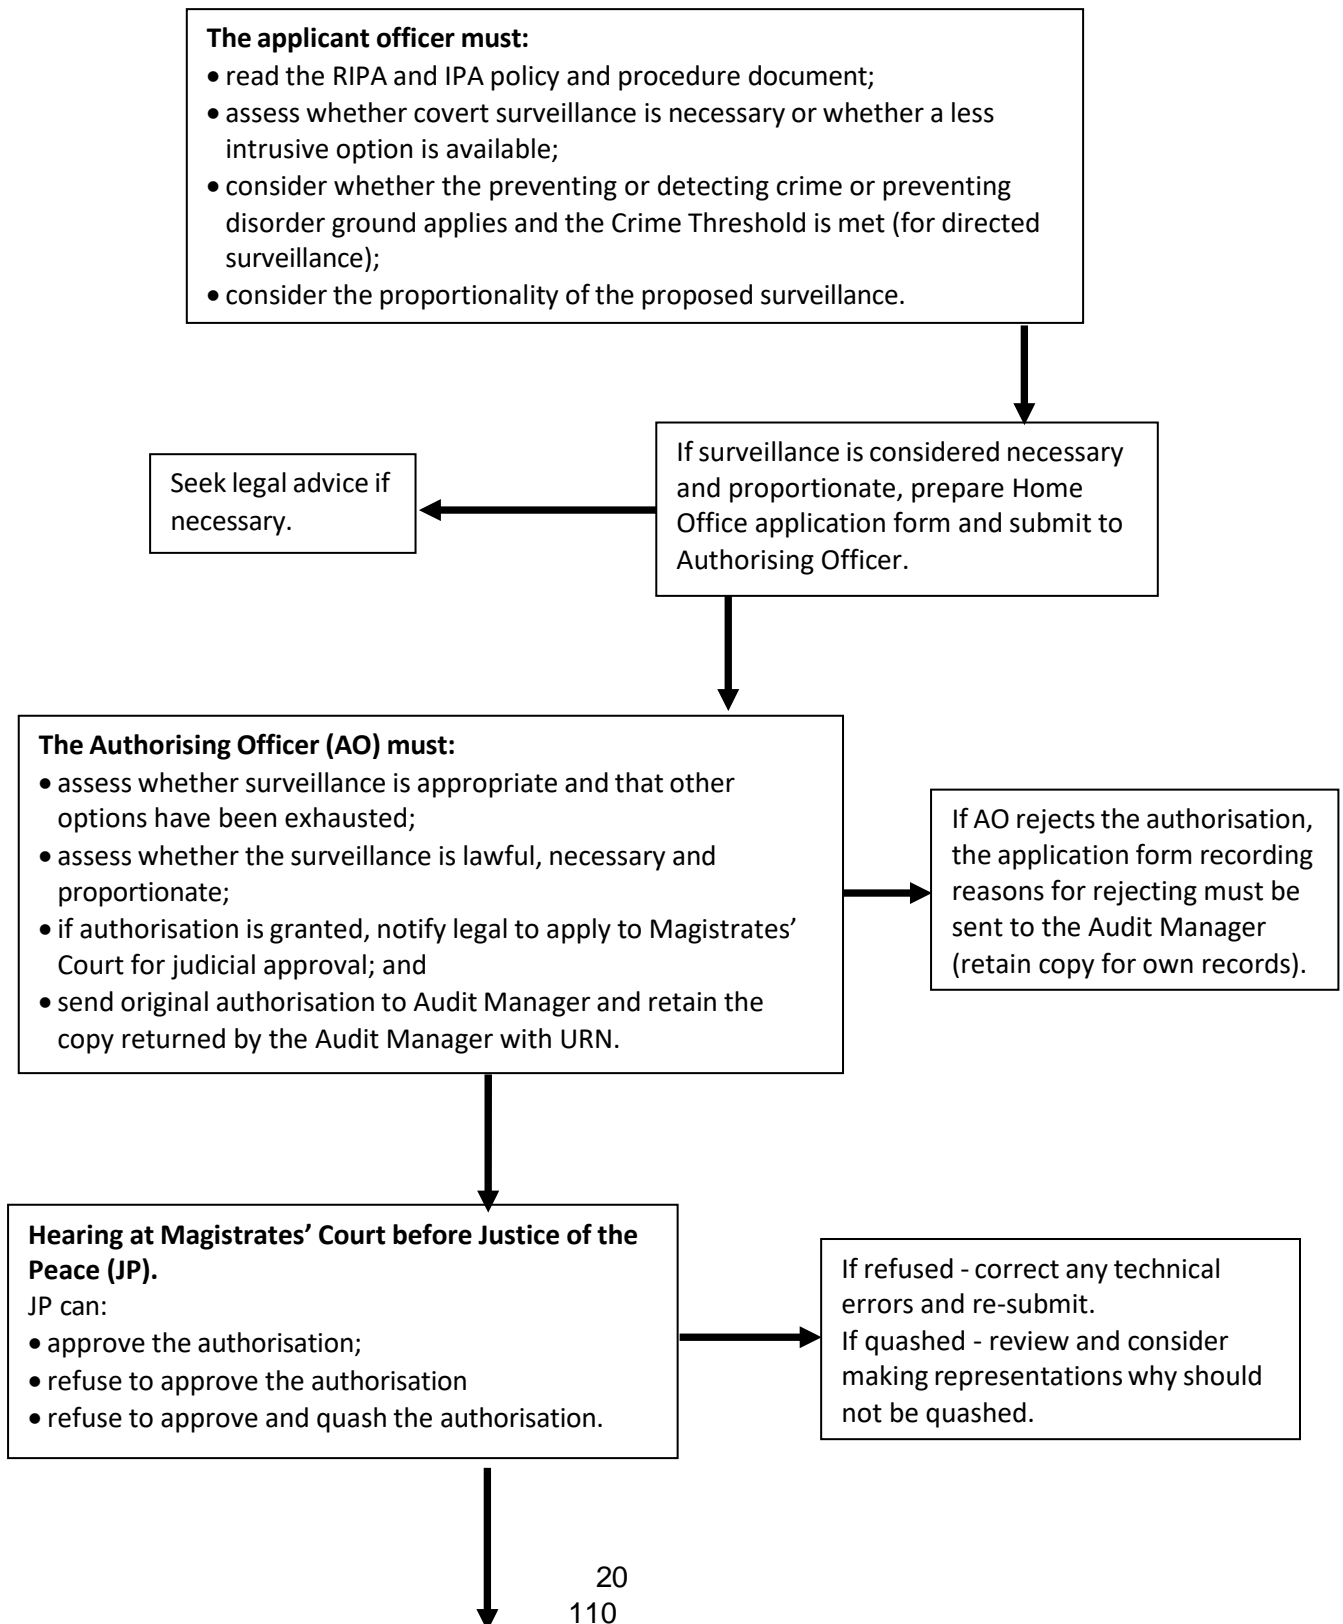 The applicant officer must:
• read the RIPA and IPA policy and procedure document;
• assess whether covert surveillance is necessary or whether a less
intrusive option is available;
• consider whether the preventing or detecting crime or preventing
disorder ground applies and the Crime Threshold is met (for directed
surveillance);
• consider the proportionality of the proposed surveillance.
If surveillance is considered necessary
and proportionate, prepare Home
Office application form and submit to
Authorising Officer.
Seek legal advice if
necessary.
The Authorising Officer (AO) must:
• assess whether surveillance is appropriate and that other
options have been exhausted;
• assess whether the surveillance is lawful, necessary and
proportionate;
• if authorisation is granted, notify legal to apply to Magistrates’
Court for judicial approval; and
• send original authorisation to Audit Manager and retain the
copy returned by the Audit Manager with URN.
If AO rejects the authorisation,
the application form recording
reasons for rejecting must be
sent to the Audit Manager
(retain copy for own records).
Hearing at Magistrates’ Court before Justice of the
Peace (JP).
JP can:
• approve the authorisation;
• refuse to approve the authorisation
• refuse to approve and quash the authorisation.
If refused - correct any technical
errors and re-submit.
If quashed - review and consider
making representations why should
not be quashed.
20
110